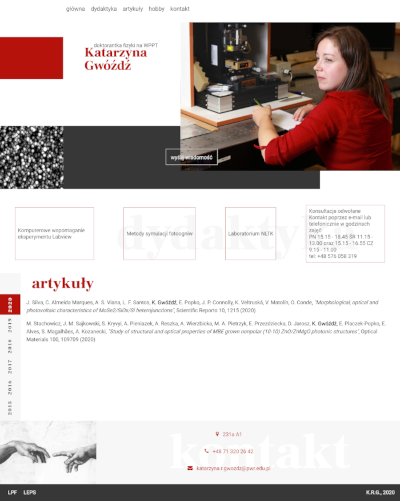 główna dydaktyka artykuły hobby kontakt
doktorantka fizyki na WPPT
Katarzyna
Gwóźdź
wyślij wiadomość
dydaktyka
Komputerowe wspomaganie
eksperymentu Labview
Metody symulacji fotoogniw
Laboratorium NLTK
Konsultacje odwołane
Kontakt poprzez e-mail lub
telefonicznie w godzinach
zajęć:
PN 15.15 - 16.45 ŚR 11.15 -
13.00 oraz 15.15 - 16.55 CZ
9.15 - 11.00
tel: +48 576 058 319
artykuły
2020
2019
2018
2017
2016
2015
J. Silva, C. Almeida Marques, A. S. Viana, L. F. Santos, K. Gwóźdź, E. Popko, J. P. Connolly, K. Veltruská, V. Matolín, O. Conde, "Morphological, optical and
photovoltaic characteristics of MoSe2/SiOx/Si heterojunctions", Scientific Reports 10, 1215 (2020)
M. Stachowicz, J. M. Sajkowski, S. Kryvyi, A. Pieniążek, A. Reszka, A. Wierzbicka, M. A. Pietrzyk, E. Przeździecka, D. Jarosz, K. Gwóźdź, E. Placzek-Popko, E.
Alves, S. Magalhães, A. Kozanecki, "Study of structural and optical properties of MBE grown nonpolar (10-10) ZnO/ZnMgO photonic structures", Optical
Materials 100, 109709 (2020)
kontakt
231a A1
+48 71 320 26 42
katarzyna.r.gwozdz@pwr.edu.pl
LPF LEPS
K.R.G., 2020